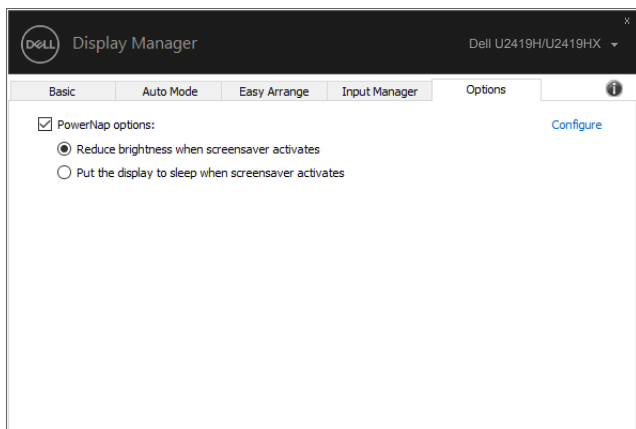 x
DELL
Display Manager
Dell U2419H/U2419HX
Basic
Auto Mode
Easy Arrange
Input Manager
Options
i
PowerNap options:
Configure
Reduce brightness when screensaver activates
Put the display to sleep when screensaver activates